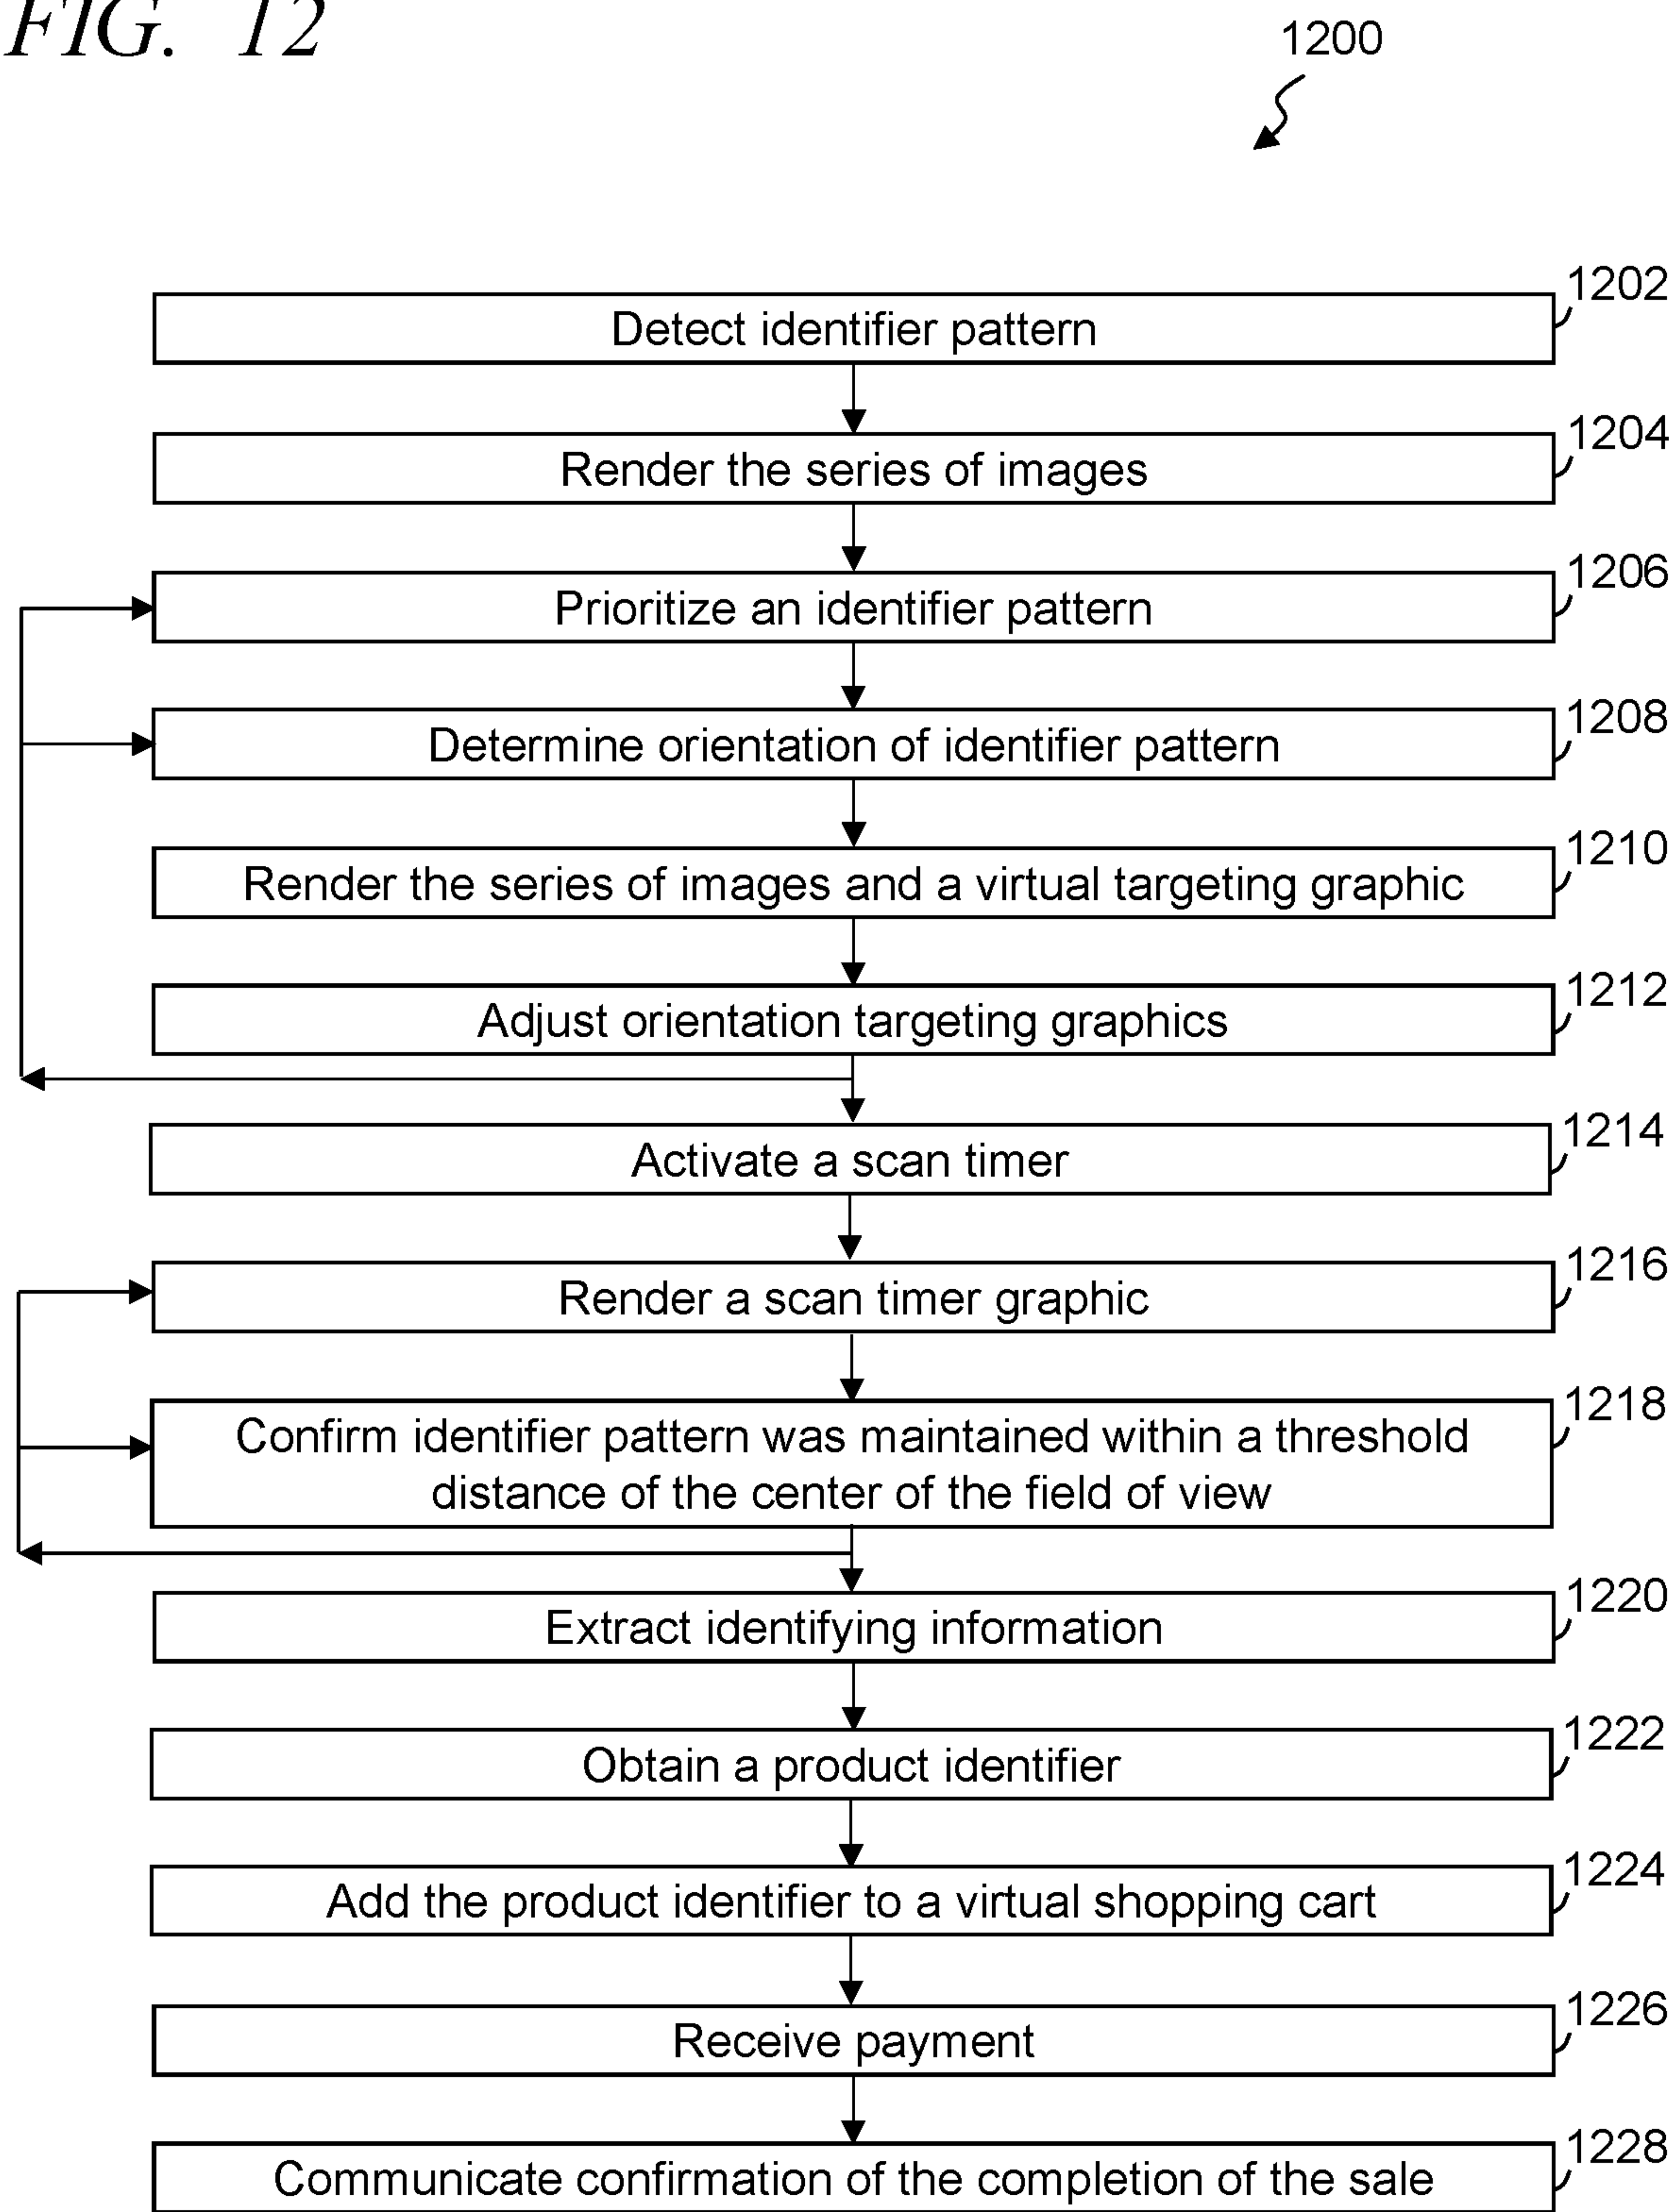 FIG. 12
1200
1202
Detect identifier pattern
1204
Render the series of images
1206
Prioritize an identifier pattern
1208
Determine orientation of identifier pattern
1210
Render the series of images and a virtual targeting graphic
1212
Adjust orientation targeting graphics
1214
Activate a scan timer
1216
Render a scan timer graphic
1218
Confirm identifier pattern was maintained within a threshold
distance of the center of the field of view
1220
Extract identifying information
1222
Obtain a product identifier
1224
Add the product identifier to a virtual shopping cart
1226
Receive payment
1228
Communicate confirmation of the completion of the sale